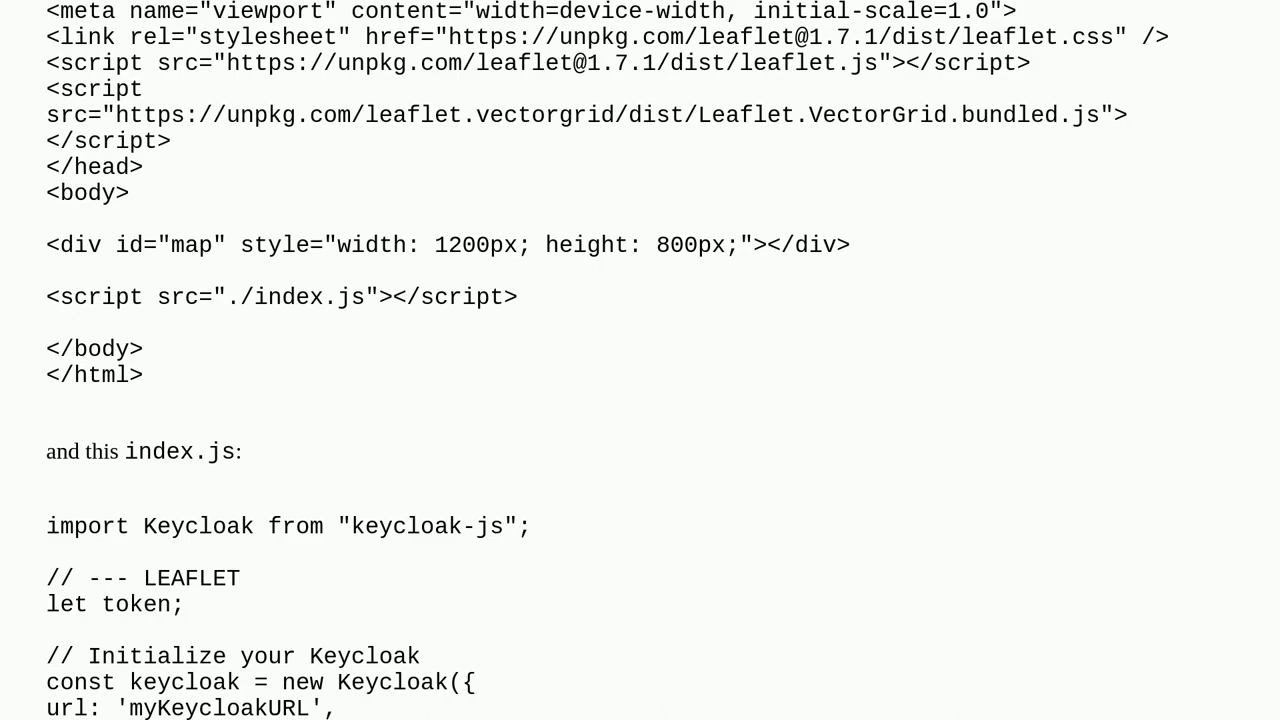 <meta name="viewport" content="width=device-width, initial-scale=1.0">
<link rel="stylesheet" href="https://unpkg.com/leaflet@1.7.1/dist/leaflet.css" />
<script src="https://unpkg.com/leaflet@1.7.1/dist/leaflet.js"></script>
<script
src="https://unpkg.com/leaflet.vectorgrid/dist/Leaflet.VectorGrid.bundled.js">
</script>
</head>
<body>
<div id="map" style="width: 1200px; height: 800px;"></div>
<script src="./index.js"></script>
</body>
</html>
and this index.js:
import Keycloak from "keycloak-js";
// --- LEAFLET
let token;
// Initialize your Keycloak
const keycloak = new Keycloak({
url: 'myKeycloakURL',